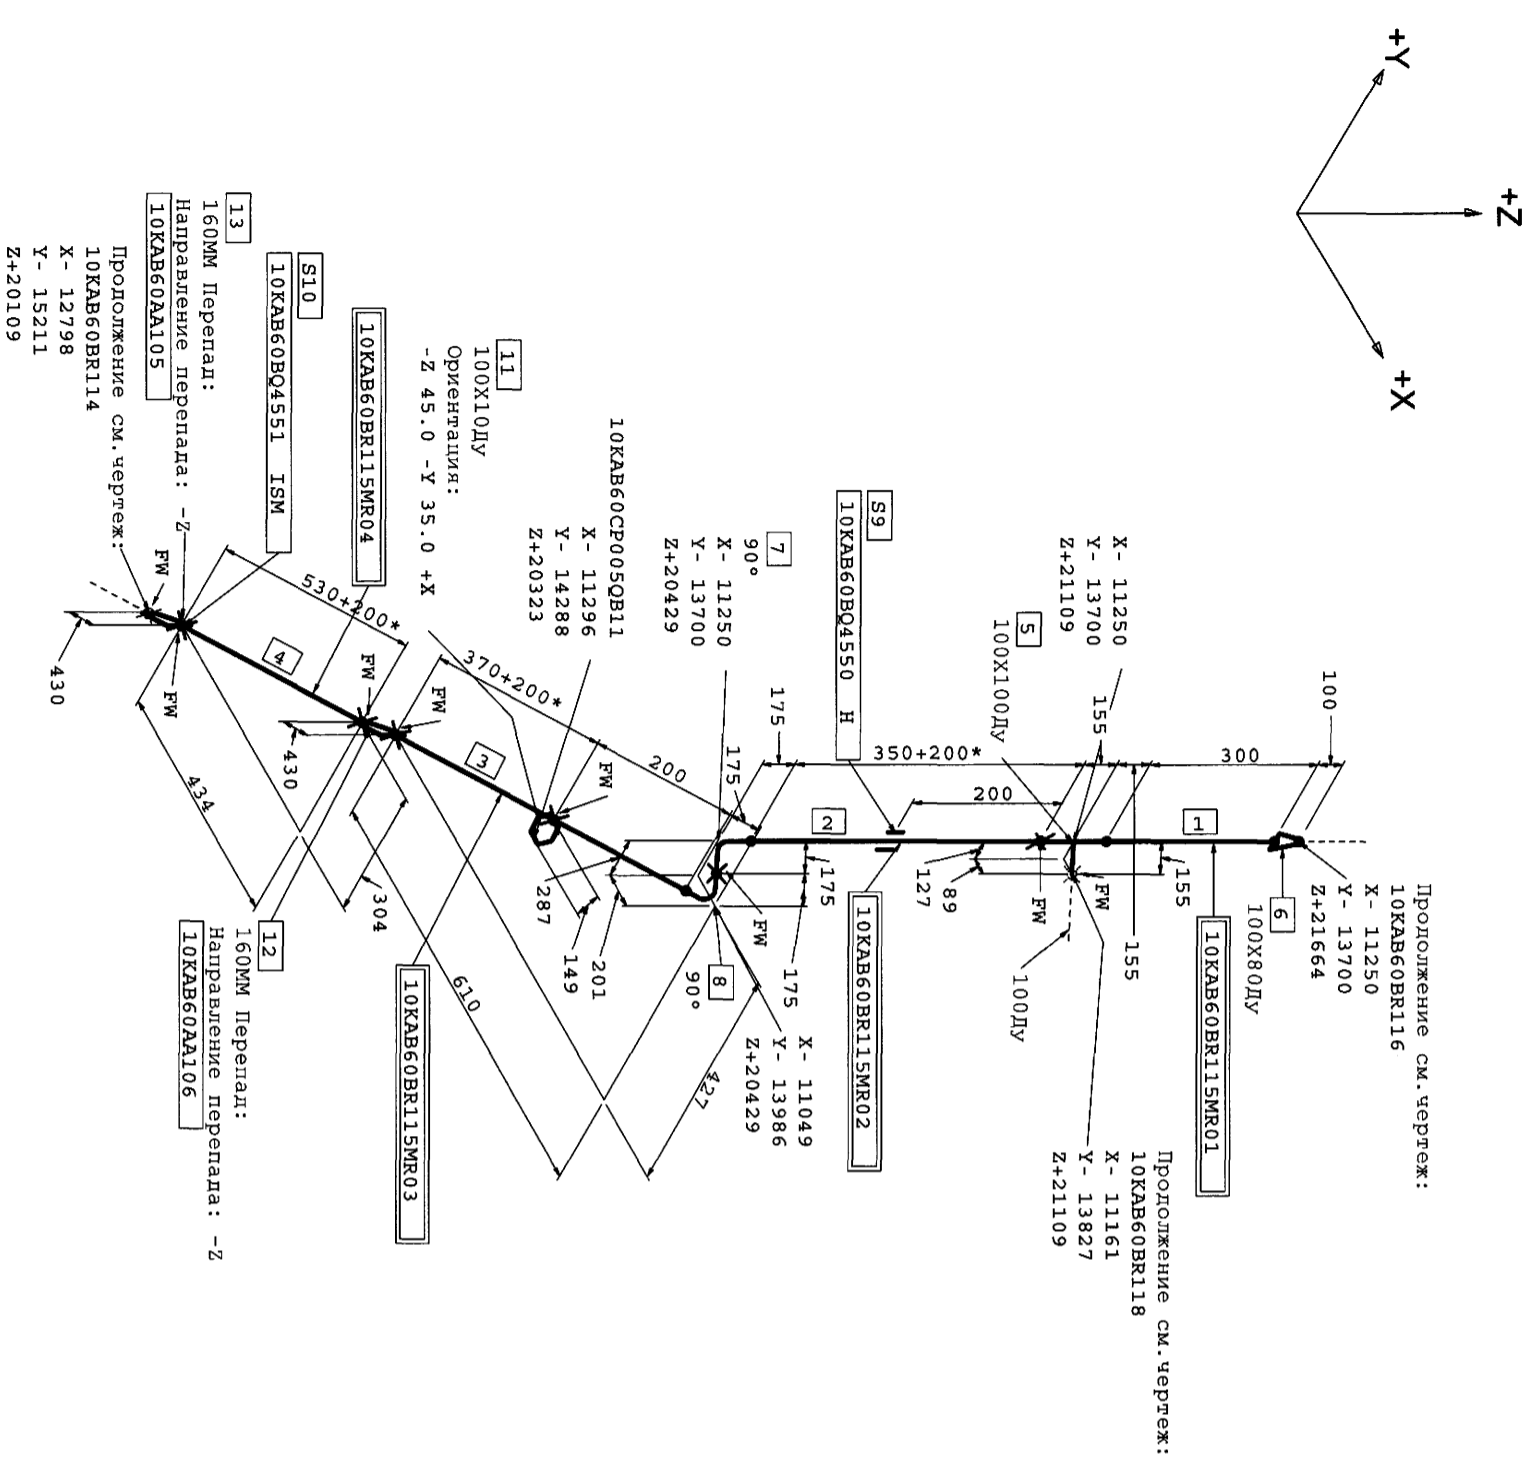 +Y
+Z
+X
Продолжение см.чертеж:
10KAB60BR116
X- 11250
Y- 13700
Z+21664
6
100X80Ду
100
300
1
10KAB60BR115MR01
155
155
155
X- 11250
Y- 13700
Z+21109
5
100X100Ду
FW
FW
100Ду
Продолжение см.чертеж:
10KAB60BR118
X- 11161
Y- 13827
Z+21109
89
127
200
350+200*
S9
10KAB60BQ4550 H
2
10KAB60BR115MR02
175
175
175
175
7
90°
X- 11250
Y- 13700
Z+20429
FW
8
90°
X- 11049
Y- 13986
Z+20429
200
201
149
287
FW
10KAB60CP005QB11
X- 11296
Y- 14288
Z+20323
11
100X10Ду
Ориентация:
-Z 45.0 -Y 35.0 +X
370+200*
3
10KAB60BR115MR03
427
610
FW
FW
430
304
434
12
160ММ Перепад:
Направление перепада: -Z
10KAB60AA106
530+200*
4
10KAB60BR115MR04
S10
10KAB60BQ4551 ISM
13
160ММ Перепад:
Направление перепада: -Z
10KAB60AA105
FW
FW
430
Продолжение см.чертеж:
10KAB60BR114
X- 12798
Y- 15211
Z+20109